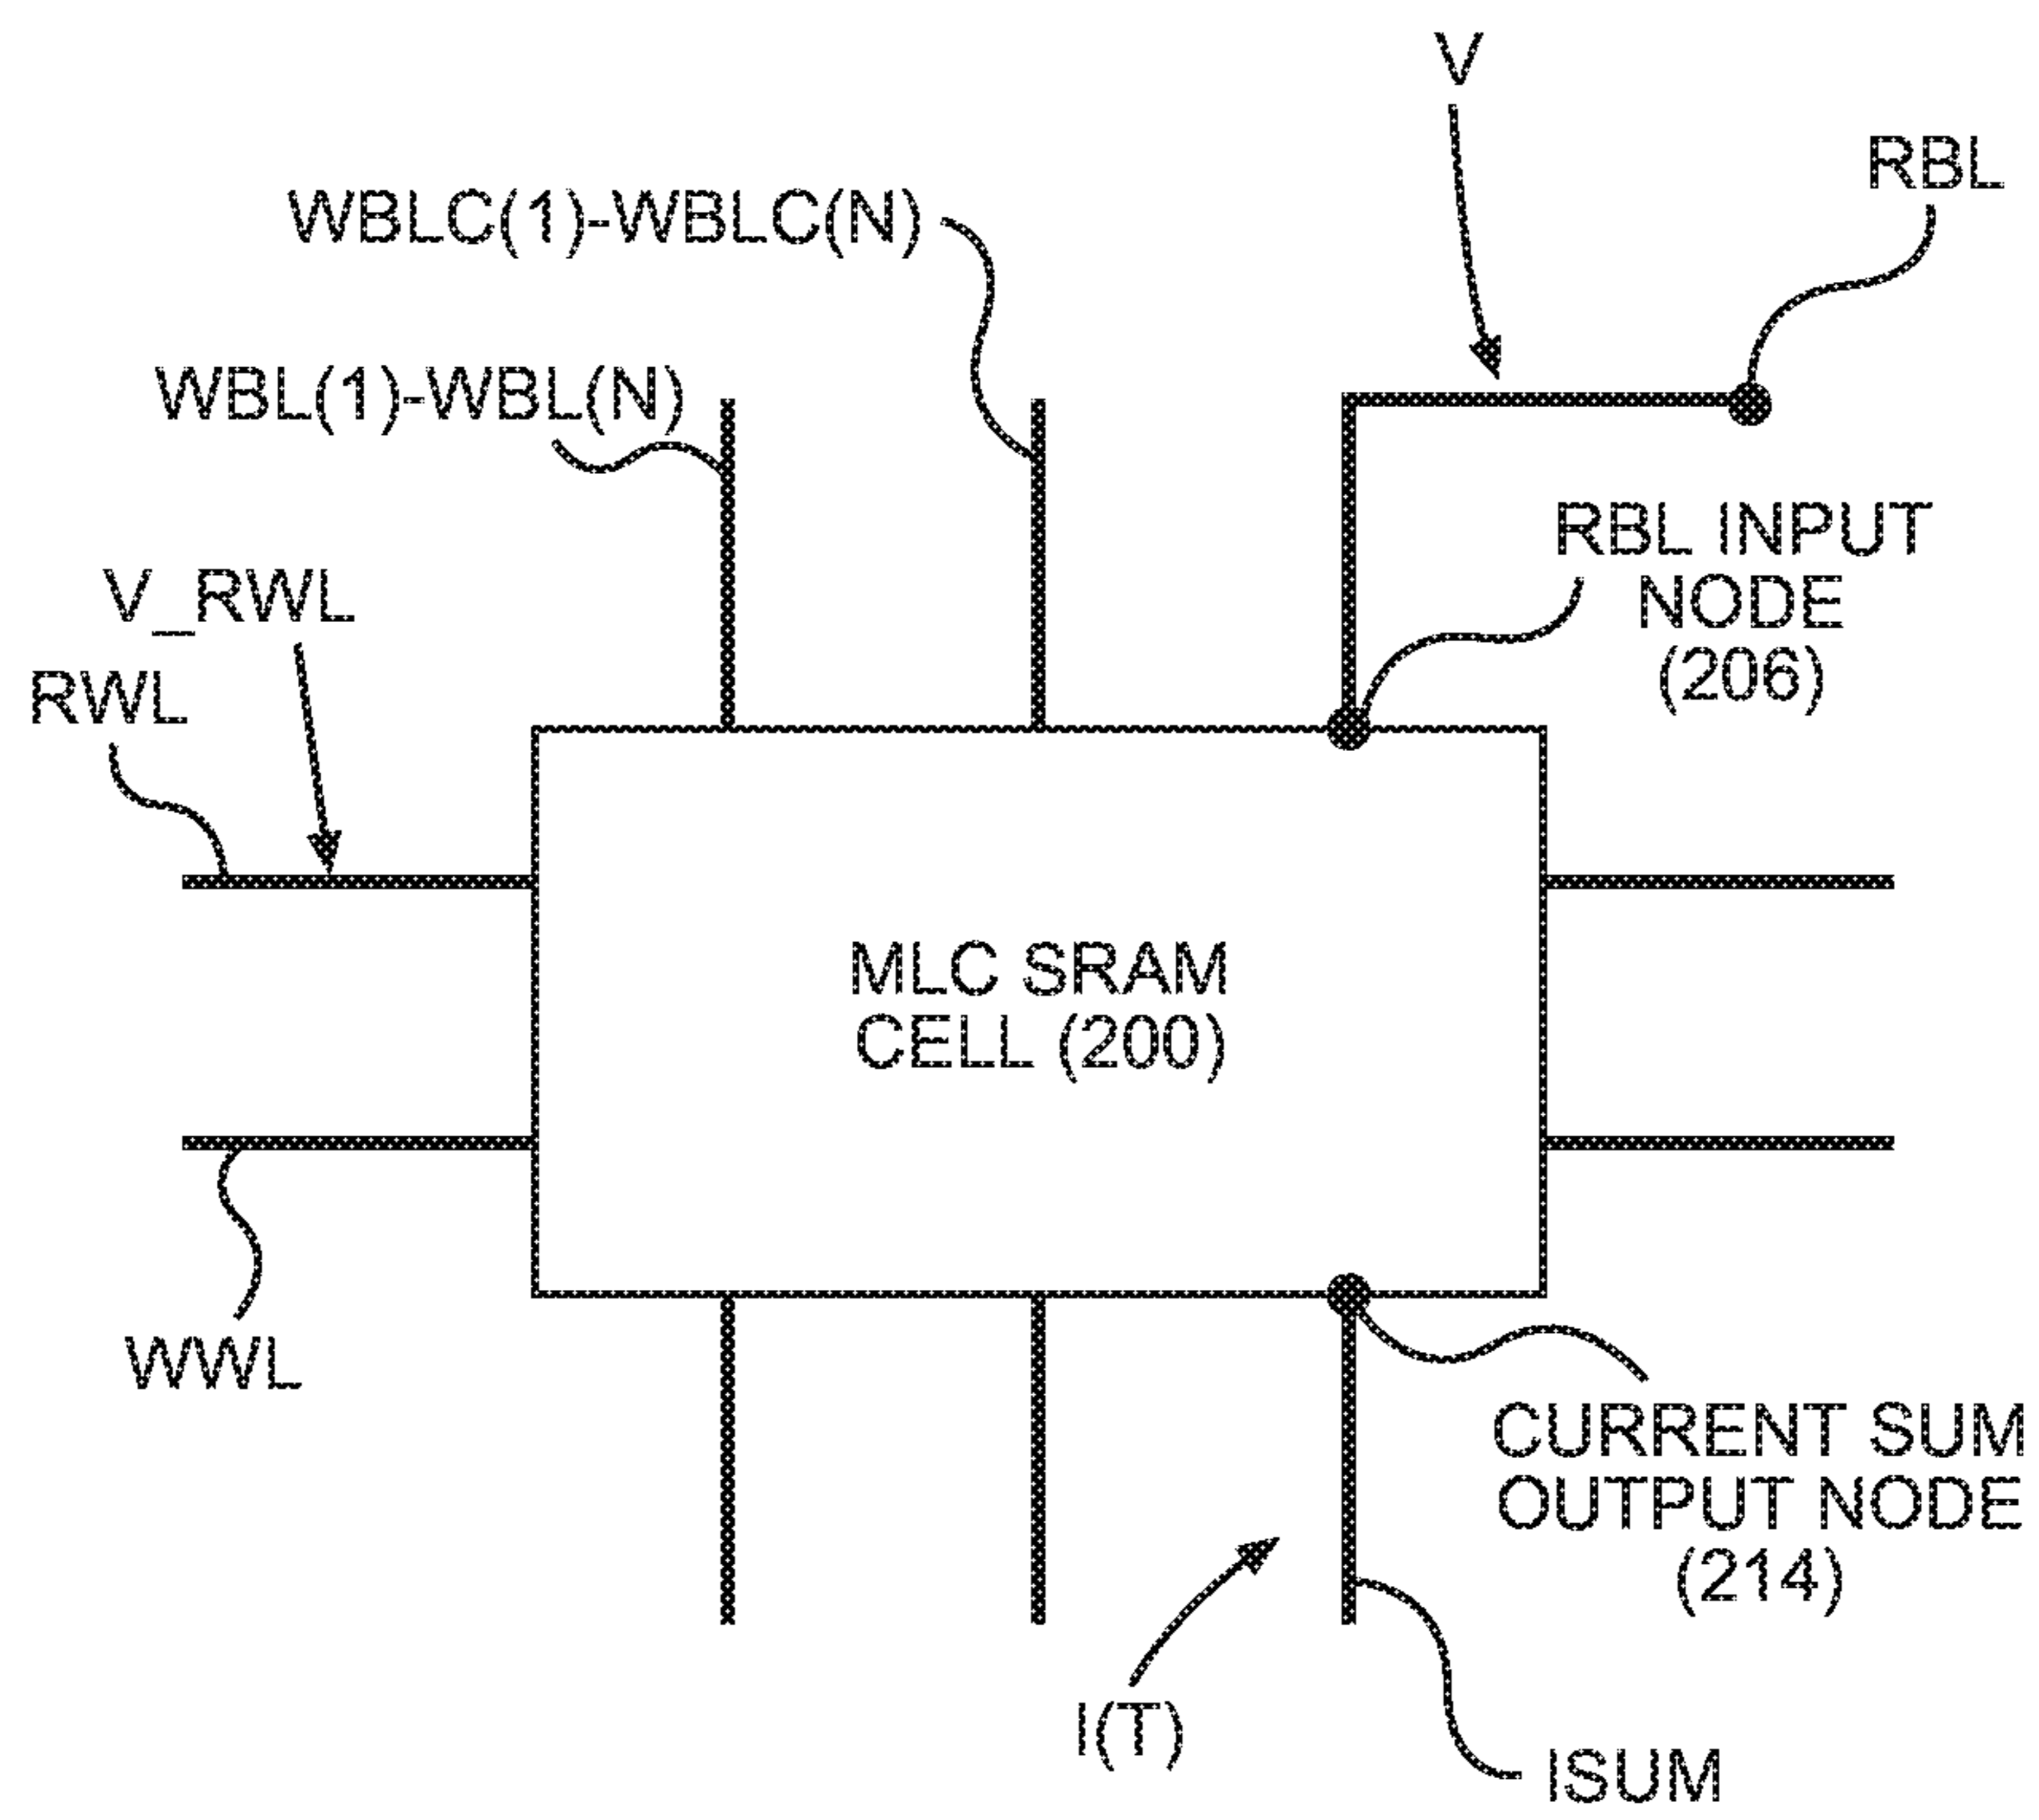 V
RBL
WBLC(1)-WBLC(N)
WBL(1)-WBL(N)
RBL INPUT
NODE
(206)
V_RWL
RWL
MLC SRAM
CELL (200)
WWL
CURRENT SUM
OUTPUT NODE
(214)
I(T)
ISUM